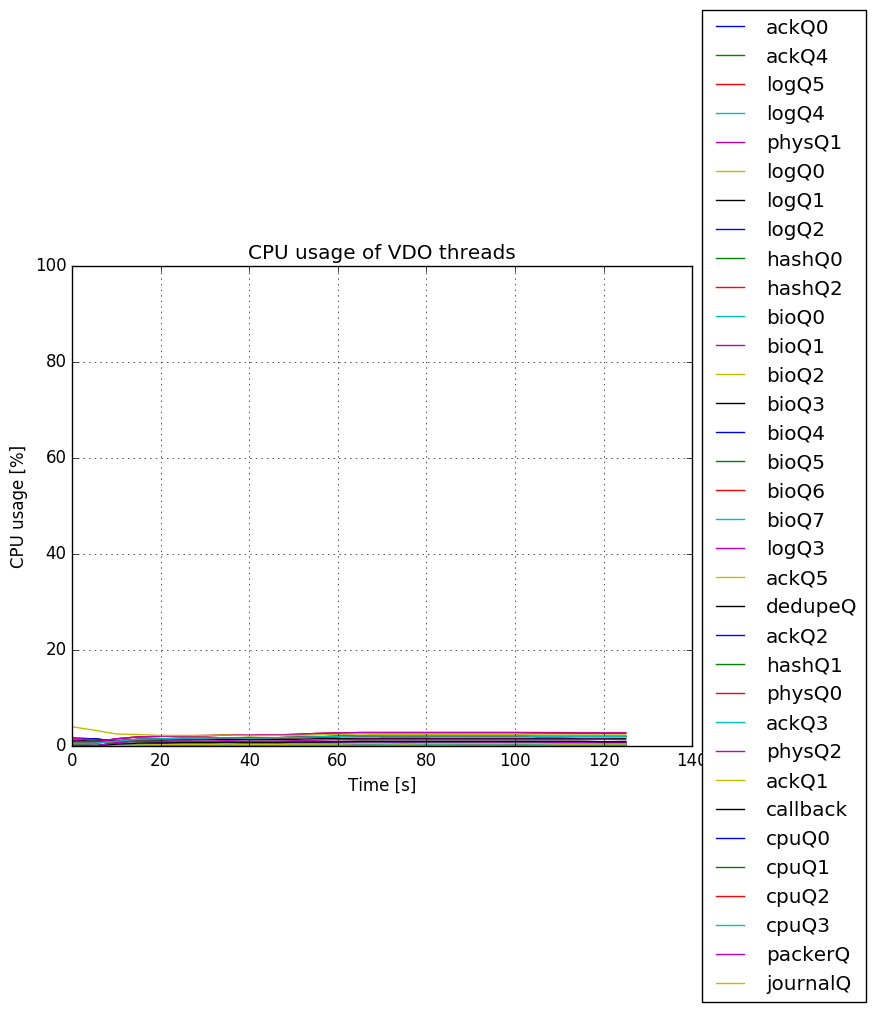 CPU usage of VDO threads
CPU usage [%]
100
80
60
40
20
0
0 20 40 60 80 100 120 140
Time [s]
ackQ0
ackQ4
logQ5
logQ4
physQ1
logQ0
logQ1
logQ2
hashQ0
hashQ2
bioQ0
bioQ1
bioQ2
bioQ3
bioQ4
bioQ5
bioQ6
bioQ7
logQ3
ackQ5
dedupeQ
ackQ2
hashQ1
physQ0
ackQ3
physQ2
ackQ1
callback
cpuQ0
cpuQ1
cpuQ2
cpuQ3
packerQ
journalQ